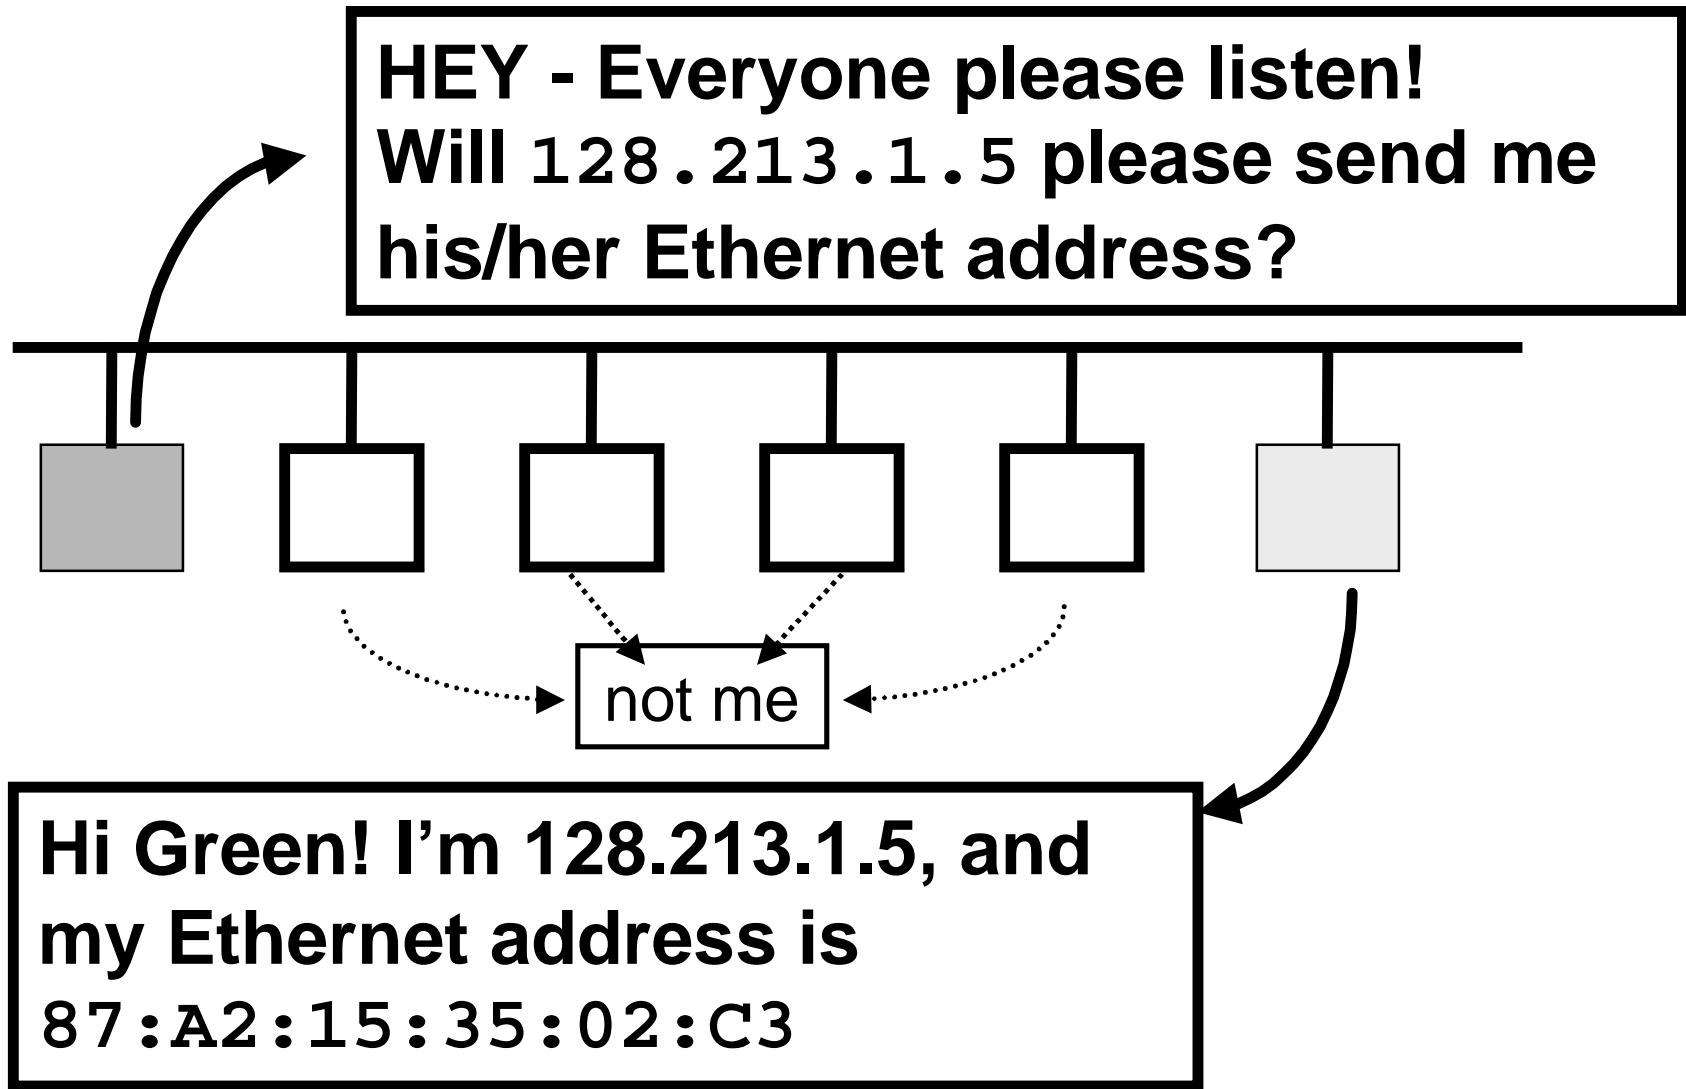 HEY - Everyone please listen!
Will 128.213.1.5 please send me
his/her Ethernet address?
not me
Hi Green! I’m 128.213.1.5, and
my Ethernet address is
87:A2:15:35:02:C3